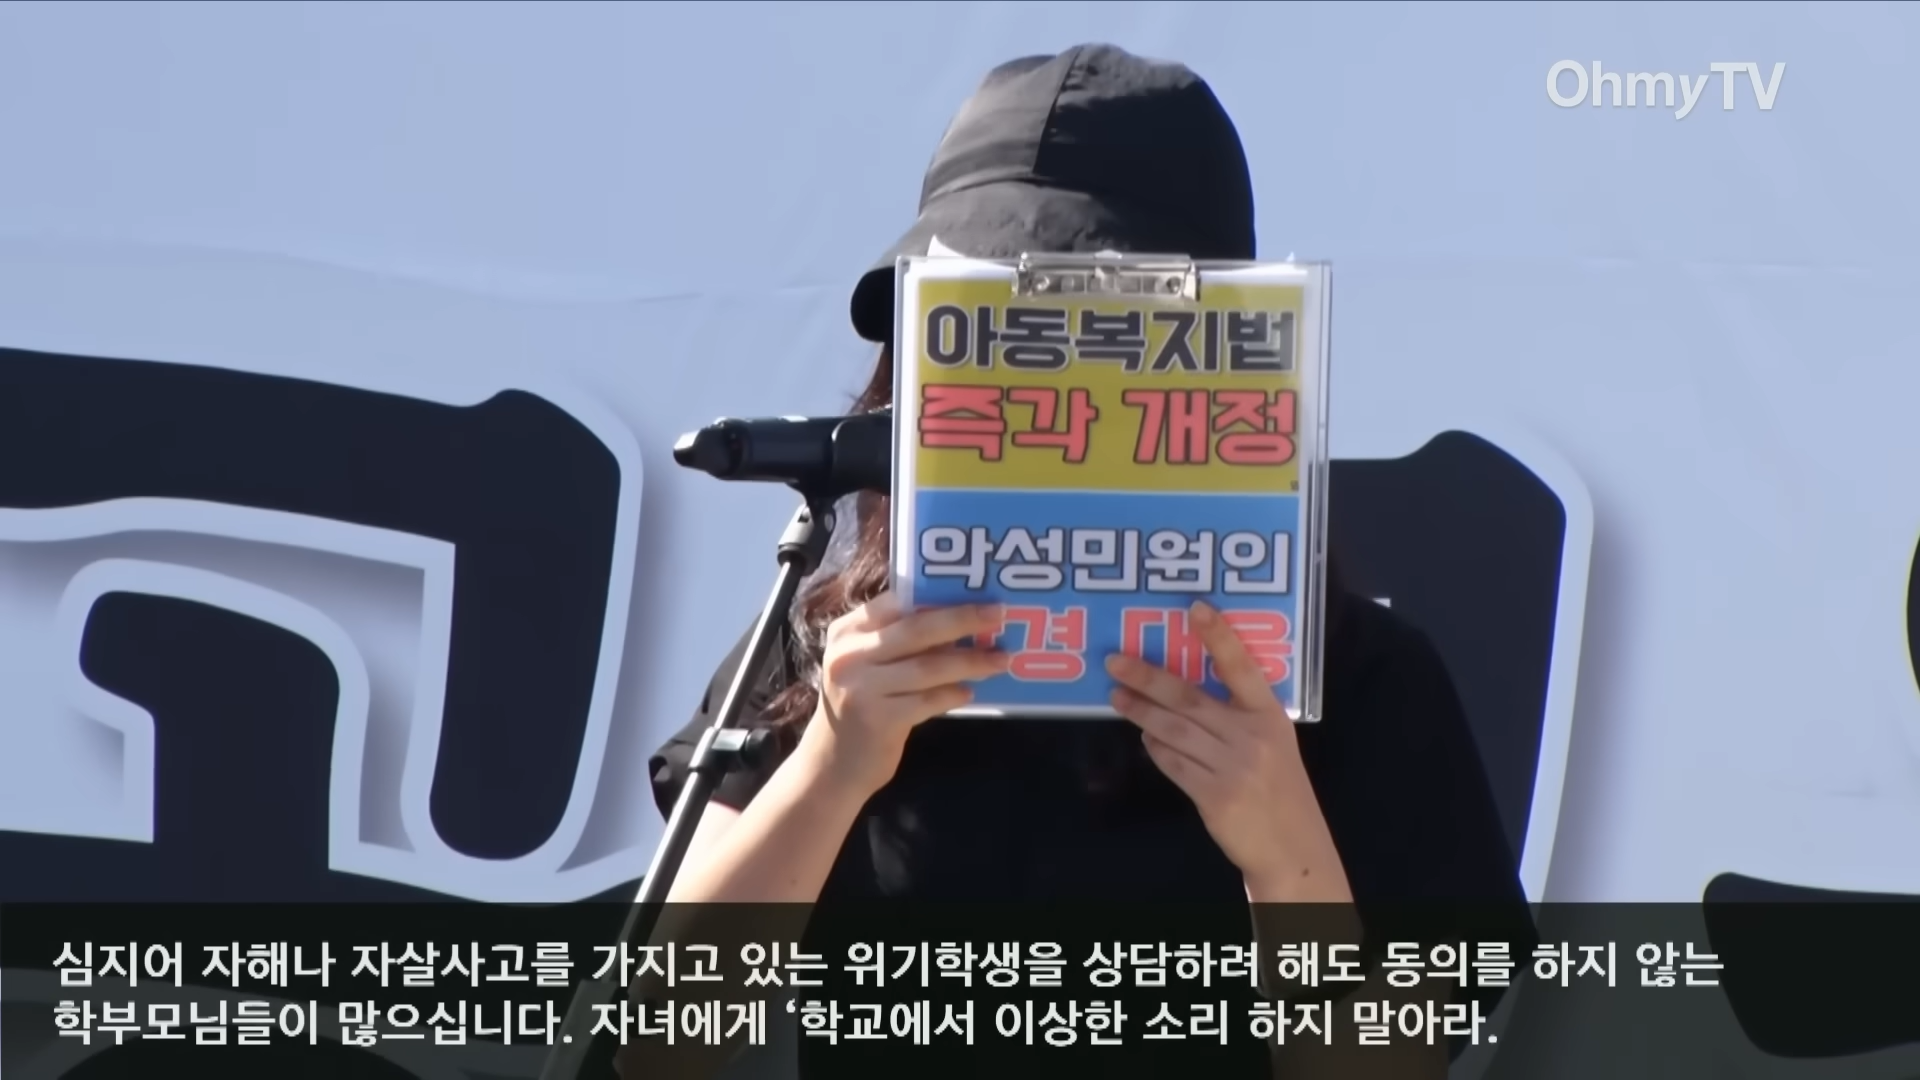 OhmyTV
아동복지법
즉각 개정
악성민원인
경 대응
심지어 자해나 자살사고를 가지고 있는 위기학생을 상담하려 해도 동의를 하지 않는
학부모님들이 많으십니다. 자녀에게 ‘학교에서 이상한 소리 하지 말아라.